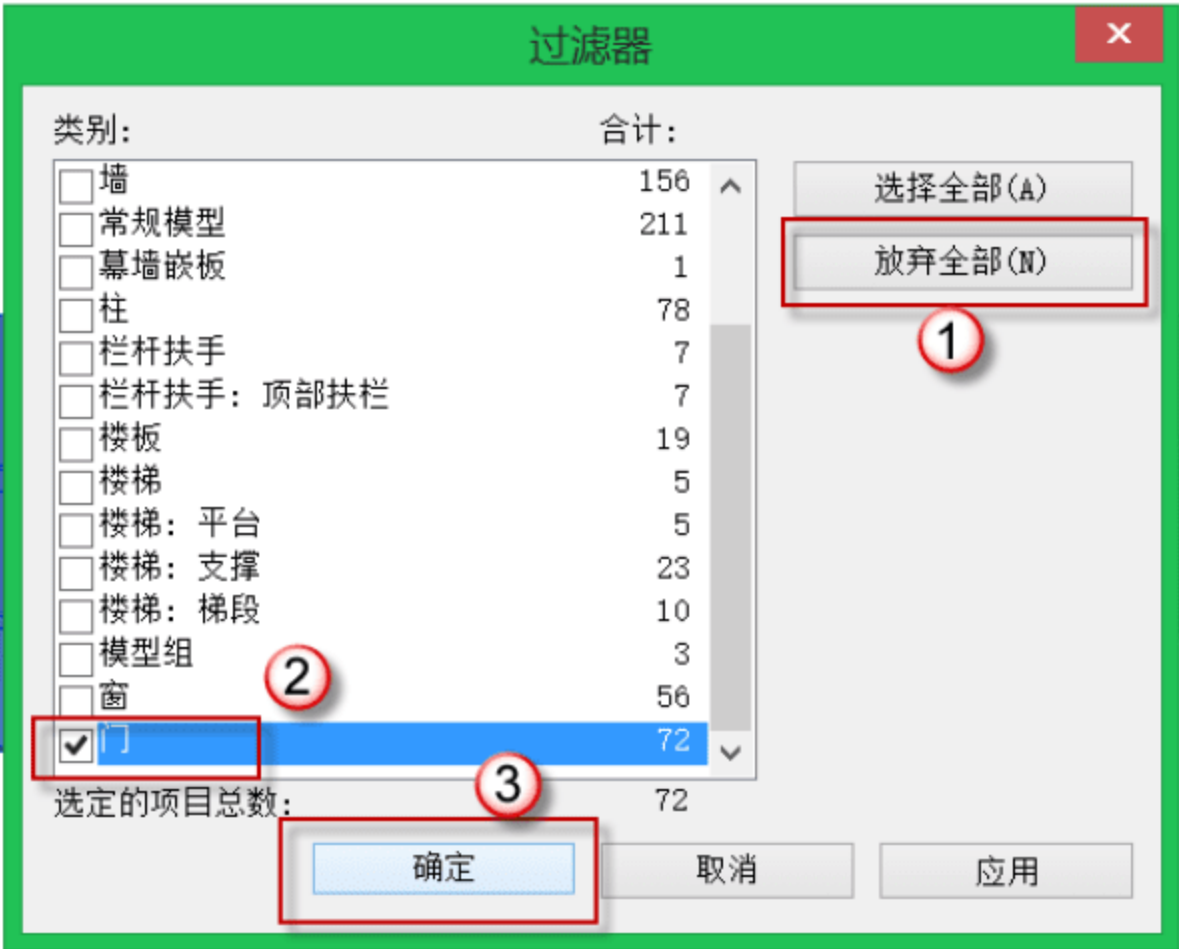 过滤器
类别: 合计:
墙 156
常规模型 211
幕墙嵌板 1
柱 78
栏杆扶手 7
栏杆扶手: 顶部扶栏 7
楼板 19
楼梯 5
楼梯: 平台 5
楼梯: 支撑 23
楼梯: 梯段 10
模型组 3
窗 56
门 72
选定的项目总数: 72
选择全部(A)
放弃全部(N)
1
2
3
确定 取消 应用